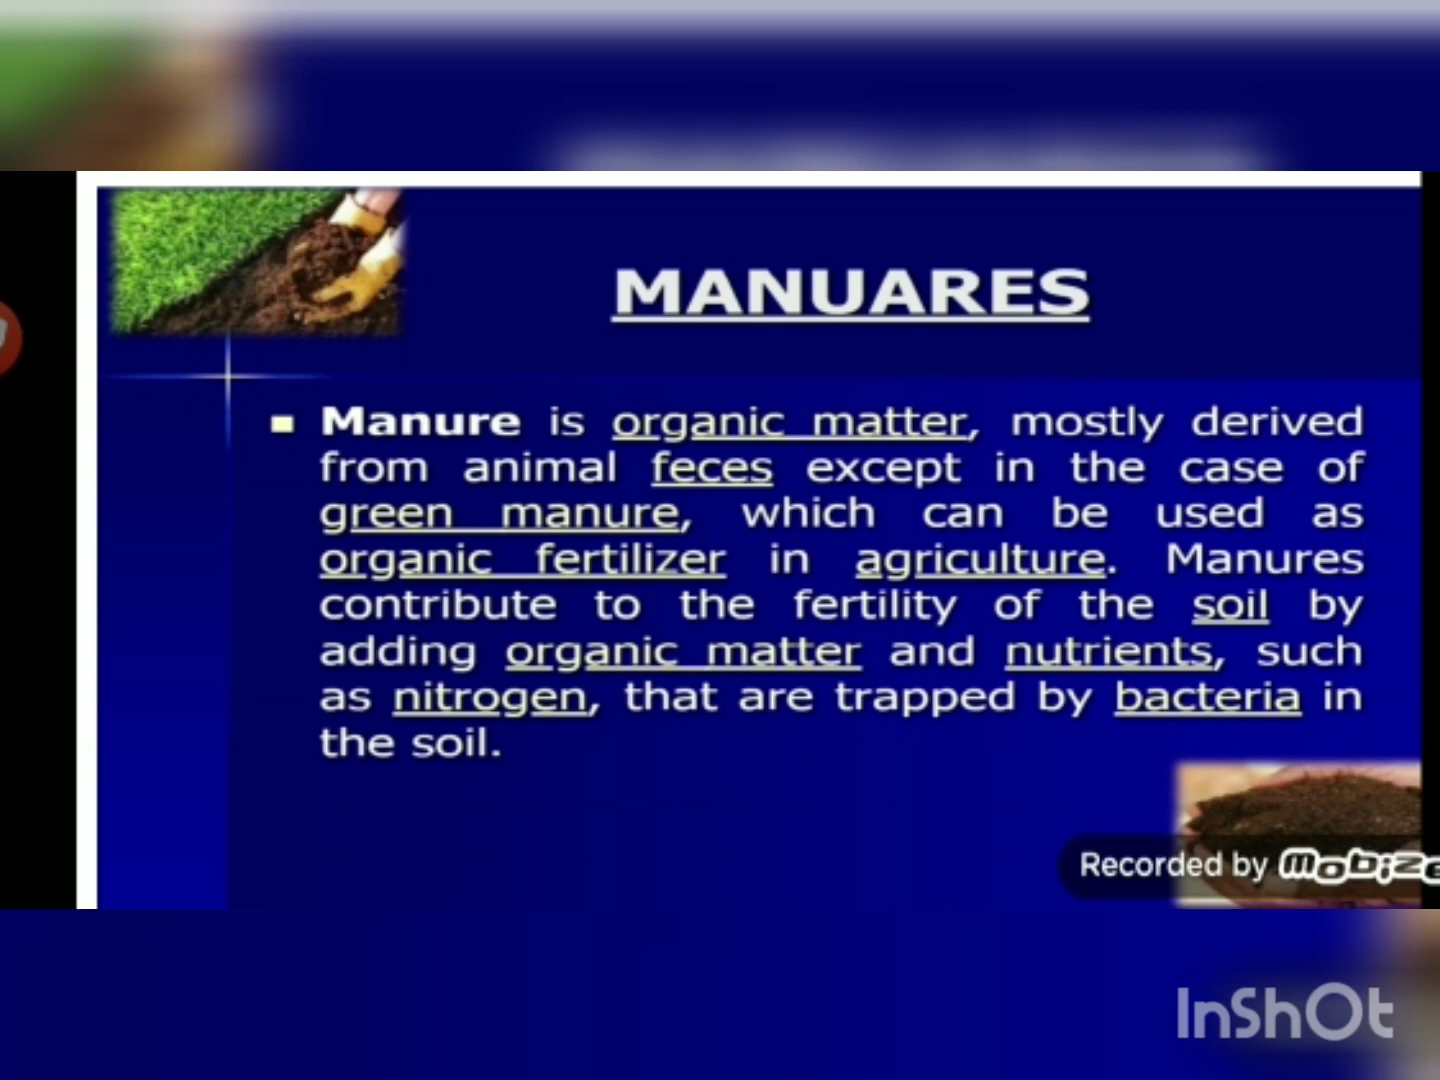 MANUARES
Manure is organic matter, mostly derived
from animal feces except in the case of
green manure, which can be used as
organic fertilizer in agriculture. Manures
contribute to the fertility of the soil by
adding organic matter and nutrients, such
as nitrogen, that are trapped by bacteria in
the soil.
Recorded by mobize
InShOt